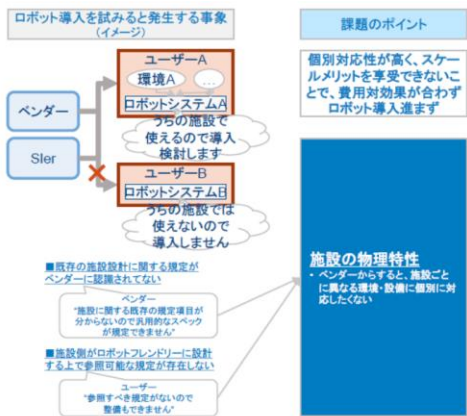 ロボット導入を試みると発生する事象
(イメージ)
課題のポイント
ベンダー
SIer
ユーザーA
環境A
…
ロボットシステムA
うちの施設で
使えるので導入
検討します
ユーザーB
ロボットシステムB
うちの施設では
使えないので
導入しません
個別対応性が高く、スケー
ルメリットを享受できないこ
とで、費用対効果が合わず
ロボット導入進まず
■既存の施設設計に関する規定が
ベンダーに認識されてない
ベンダー
"施設に関する既存の規定項目が
分からないので汎用的なスペック
が規定できません"
■施設側がロボットフレンドリーに設計
する上で参照可能な規定が存在しない
ユーザー
"参照すべき規定がないので
整備もできません"
施設の物理特性
• ベンダーからすると、施設ごと
に異なる環境・設備に個別に対
応したくない